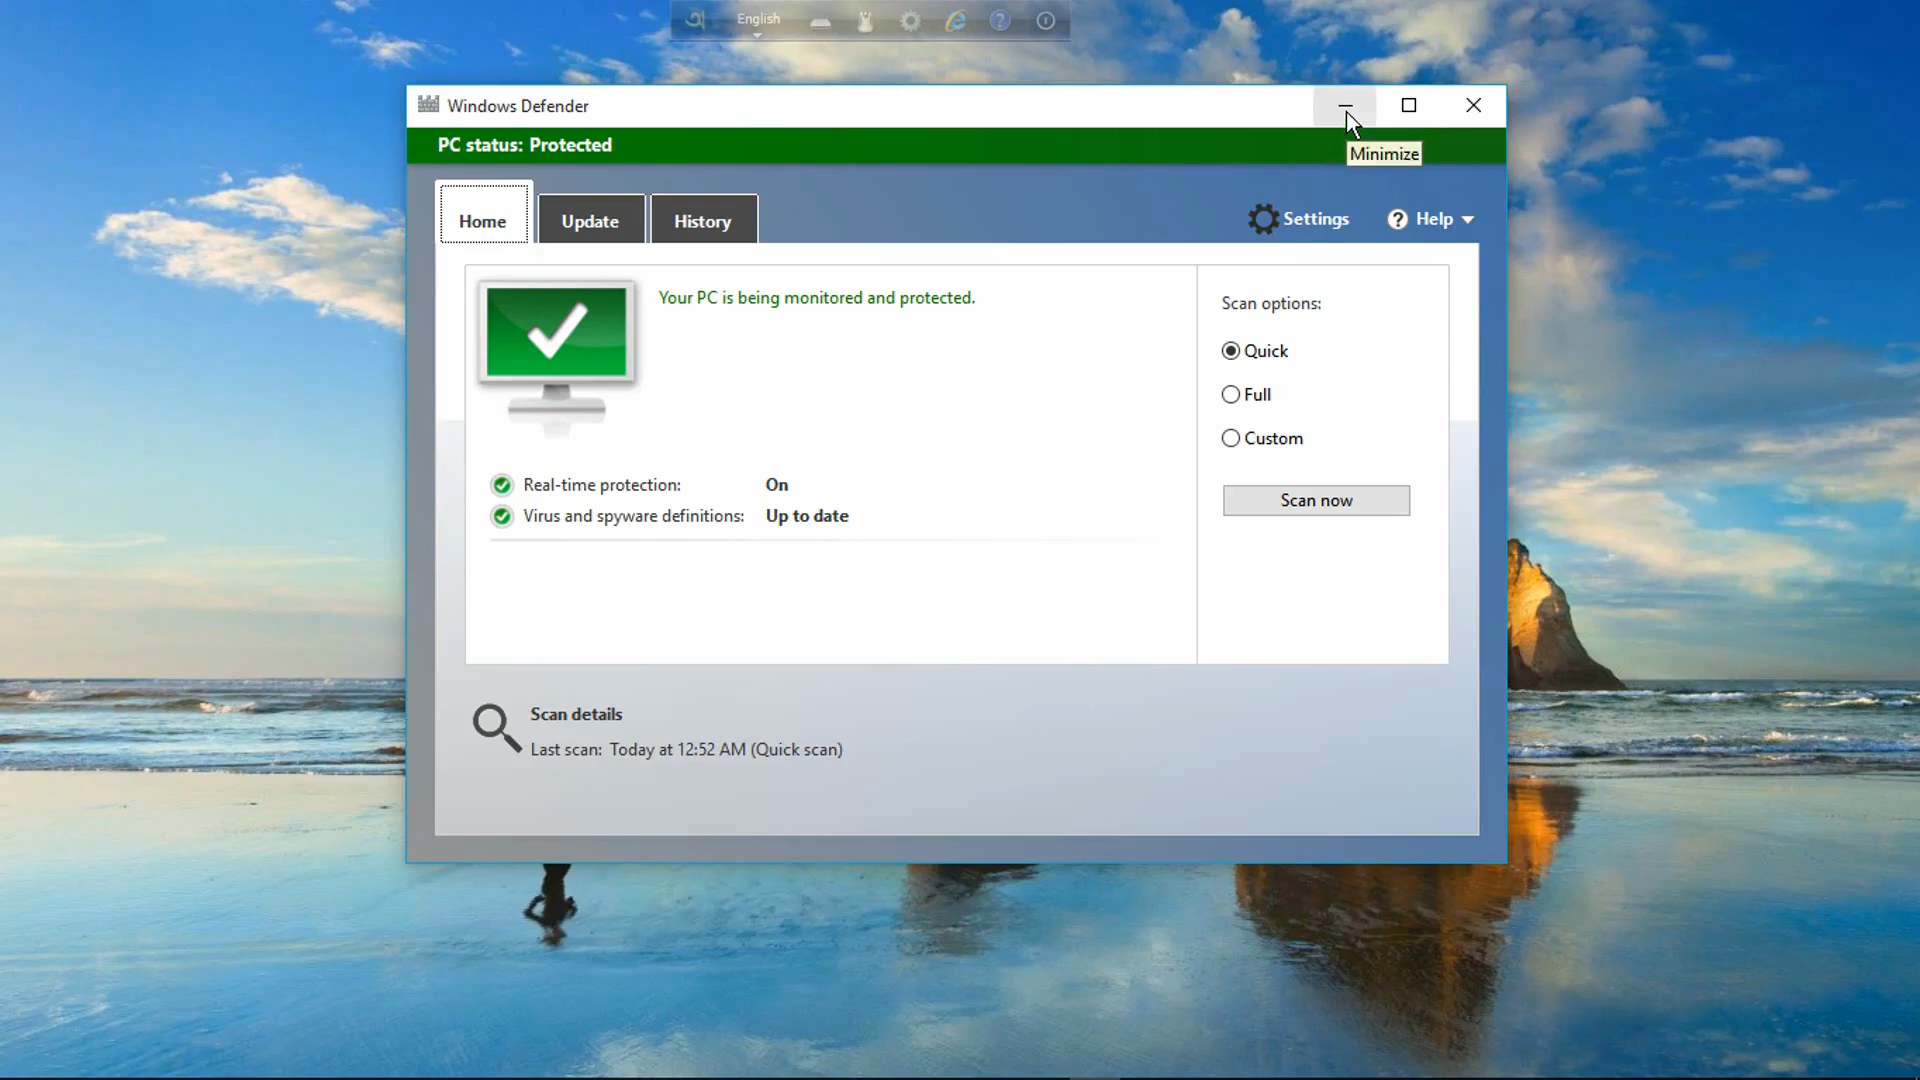 English
Windows Defender
PC status: Protected
Minimize
Home
Update
History
Settings
? Help
Your PC is being monitored and protected.
Scan options:
Quick
Full
Custom
Scan now
Real-time protection: On
Virus and spyware definitions: Up to date
Scan details
Last scan: Today at 12:52 AM (Quick scan)